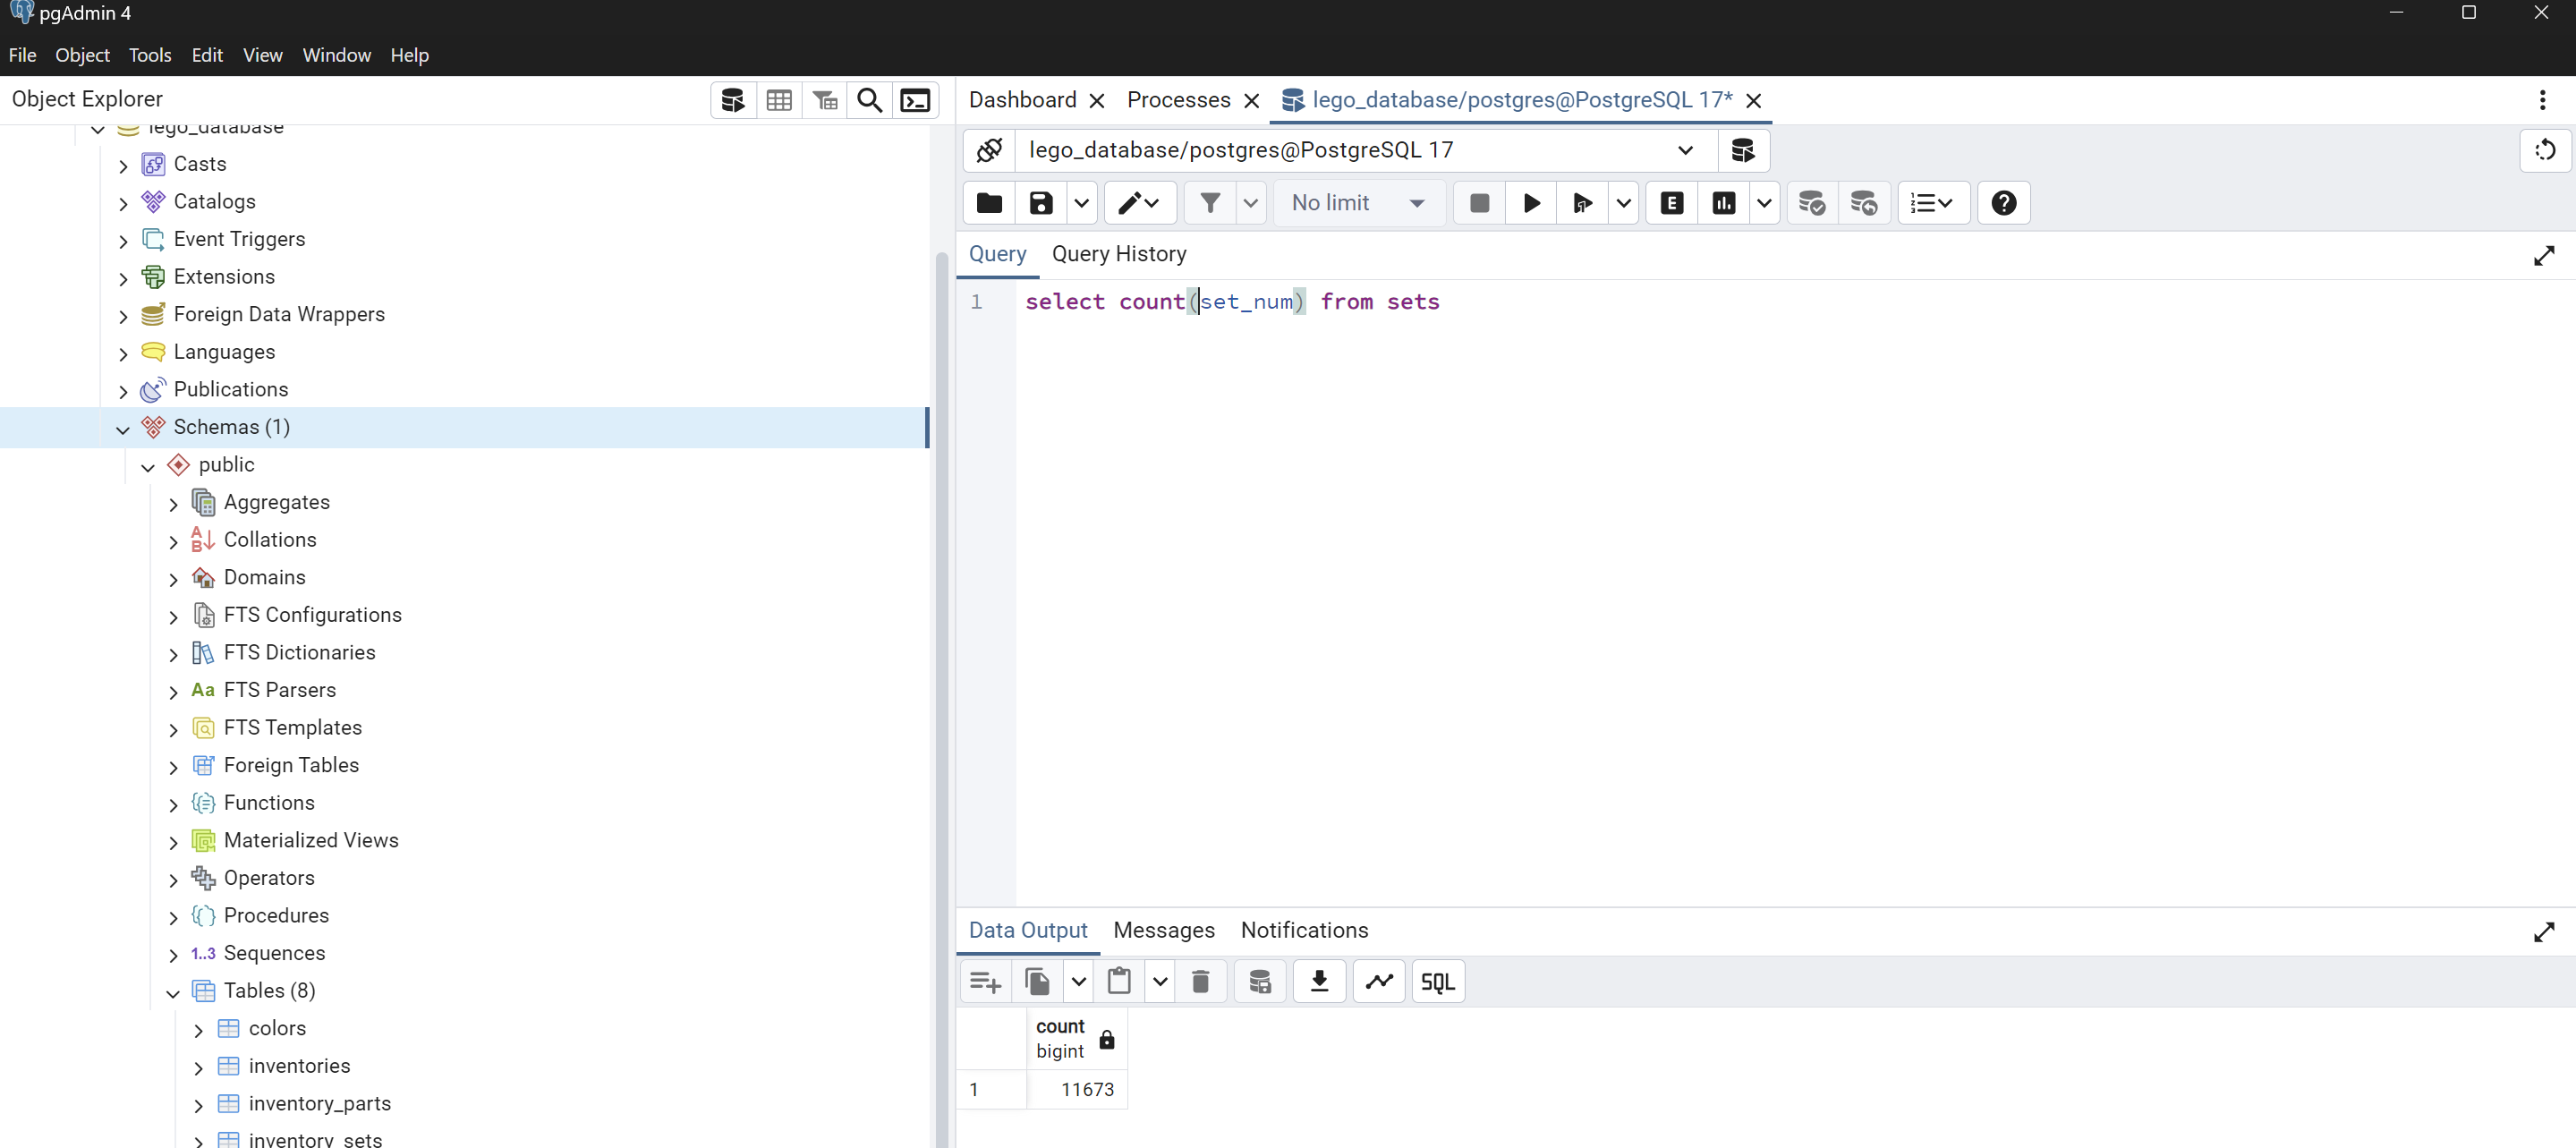 pgAdmin 4
File Object Tools Edit View Window Help
Object Explorer
lego_database
Casts
Catalogs
Event Triggers
Extensions
Foreign Data Wrappers
Languages
Publications
Schemas (1)
public
Aggregates
Collations
Domains
FTS Configurations
FTS Dictionaries
Aa FTS Parsers
FTS Templates
Foreign Tables
Functions
Materialized Views
Operators
Procedures
1..3 Sequences
Tables (8)
colors
inventories
inventory_parts
inventory_sets
Dashboard Processes lego_database/postgres@PostgreSQL 17*
lego_database/postgres@PostgreSQL 17
No limit
E
Query Query History
1 select count(set_num) from sets
Data Output Messages Notifications
SQL
count
bigint
1 11673